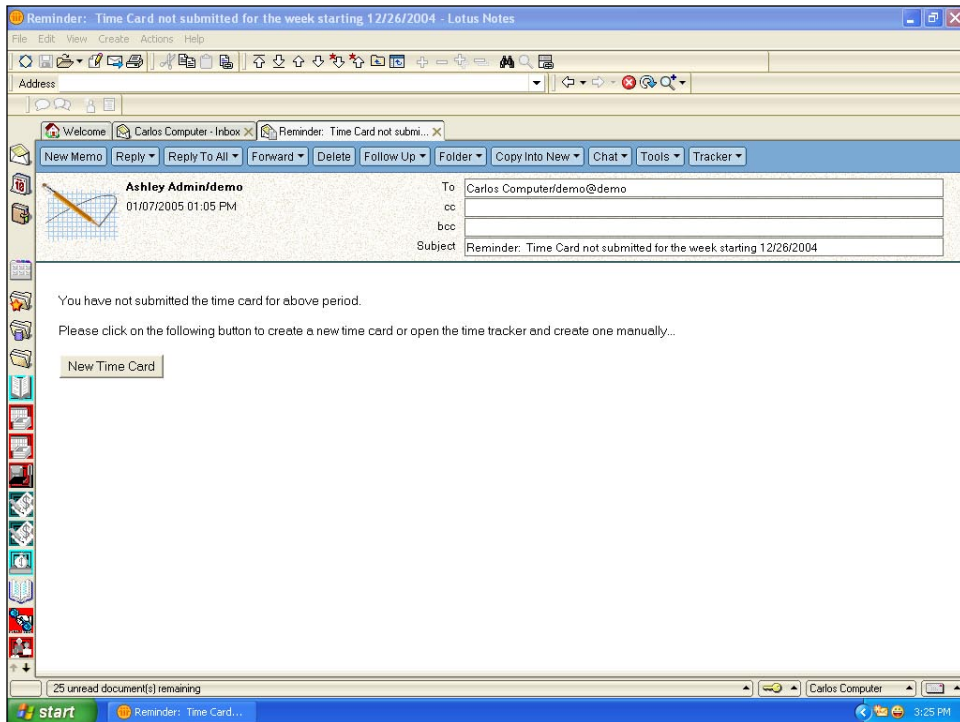 Reminder: Time Card not submitted for the week starting 12/26/2004 - Lotus Notes
File Edit View Create Actions Help
Address
Welcome Carlos Computer - Inbox Reminder: Time Card not submi...
New Memo Reply Reply To All Forward Delete Follow Up Folder Copy Into New Chat Tools Tracker
Ashley Admin/demo To Carlos Computer/demo@demo
01/07/2005 01:05 PM cc
bcc
Subject Reminder: Time Card not submitted for the week starting 12/26/2004
You have not submitted the time card for above period.
Please click on the following button to create a new time card or open the time tracker and create one manually...
New Time Card
25 unread document(s) remaining Carlos Computer
start Reminder: Time Card... 3:25 PM